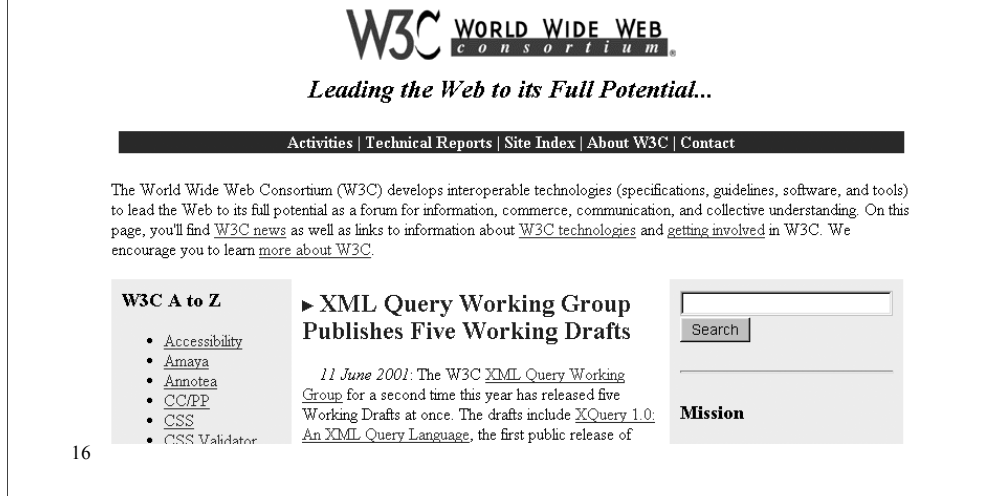 W3C WORLD WIDE WEB
consortium®
Leading the Web to its Full Potential...
Activities | Technical Reports | Site Index | About W3C | Contact
The World Wide Web Consortium (W3C) develops interoperable technologies (specifications, guidelines, software, and tools)
to lead the Web to its full potential as a forum for information, commerce, communication, and collective understanding. On this
page, you'll find W3C news as well as links to information about W3C technologies and getting involved in W3C. We
encourage you to learn more about W3C.
W3C A to Z
• Accessibility
• Amaya
• Annotea
• CC/PP
• CSS
• CSS Validator
▸ XML Query Working Group
Publishes Five Working Drafts
11 June 2001: The W3C XML Query Working
Group for a second time this year has released five
Working Drafts at once. The drafts include XQuery 1.0:
An XML Query Language, the first public release of
Search
Mission
16